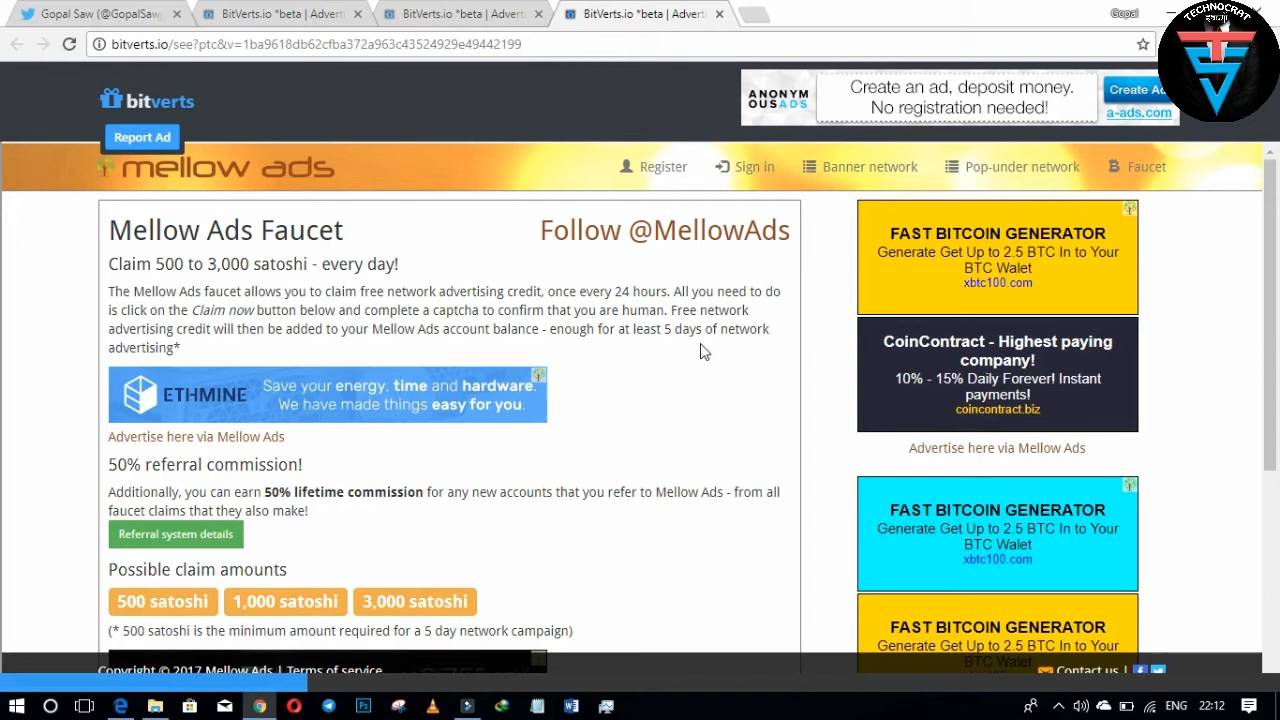 Gopal Saw (@GopalSaw
BitVerts.io *beta | Advert
BitVerts.io *beta | Advert
BitVerts.io *beta | Advert
Gopal
TECHNOCRAT
bitverts.io/see?ptc&v=1ba9618db62cfba372a963c43524929e49442199
bitverts
ANONYM
OUSADS
Create an ad, deposit money.
No registration needed!
Create Ad
a-ads.com
Report Ad
mellow ads
Register
Sign in
Banner network
Pop-under network
Faucet
Mellow Ads Faucet
Follow @MellowAds
Claim 500 to 3,000 satoshi - every day!
The Mellow Ads faucet allows you to claim free network advertising credit, once every 24 hours. All you need to do
is click on the Claim now button below and complete a captcha to confirm that you are human. Free network
advertising credit will then be added to your Mellow Ads account balance - enough for at least 5 days of network
advertising*
ETHMINE
Save your energy, time and hardware.
We have made things easy for you.
Advertise here via Mellow Ads
50% referral commission!
Additionally, you can earn 50% lifetime commission for any new accounts that you refer to Mellow Ads - from all
faucet claims that they also make!
Referral system details
Possible claim amounts
500 satoshi
1,000 satoshi
3,000 satoshi
(* 500 satoshi is the minimum amount required for a 5 day network campaign)
FAST BITCOIN GENERATOR
Generate Get Up to 2.5 BTC In to Your
BTC Walet
xbtc100.com
CoinContract - Highest paying
company!
10% - 15% Daily Forever! Instant
payments!
coincontract.biz
Advertise here via Mellow Ads
FAST BITCOIN GENERATOR
Generate Get Up to 2.5 BTC In to Your
BTC Walet
xbtc100.com
FAST BITCOIN GENERATOR
Generate Get Up to 2.5 BTC In to Your
Copyright © 2017 Mellow Ads | Terms of service
Contact us |
ENG
22:12